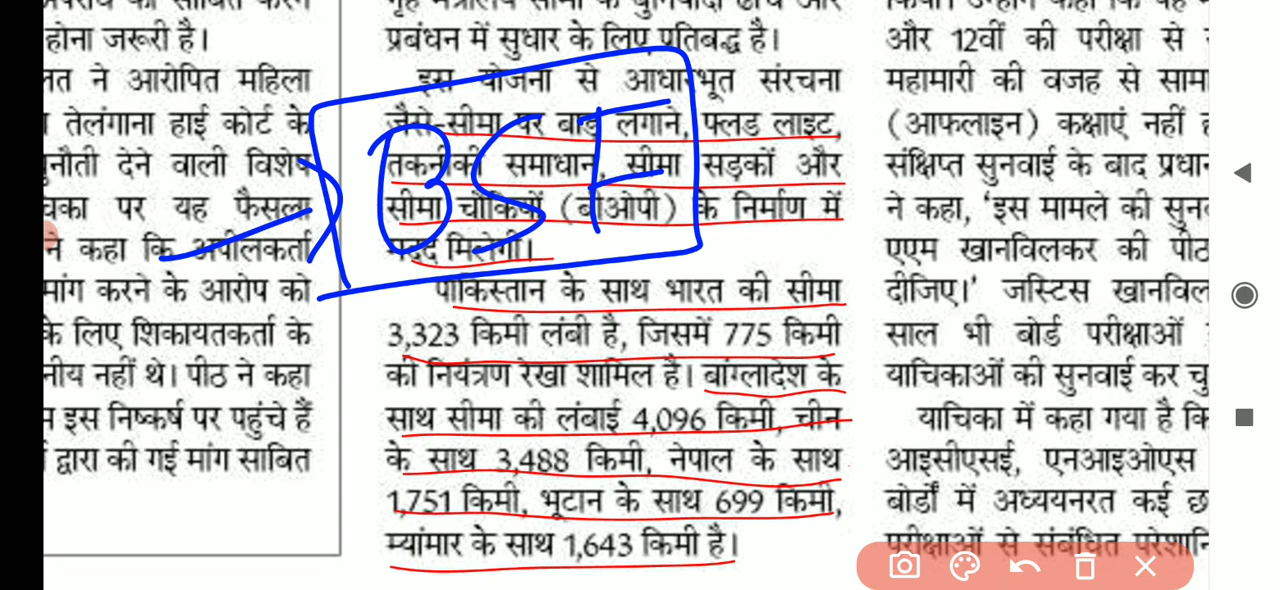 होना जरूरी है।
ने आरोपित महिला
तेलंगाना हाई कोर्ट के
चुनौती देने वाली विशेष
पर यह फैसला
ने कहा कि अपीलकर्ता
मांग करने के आरोप को
के लिए शिकायतकर्ता के
नहीं थे। पीठ ने कहा
इस निष्कर्ष पर पहुंचे हैं
द्वारा की गई मांग साबित
प्रबंधन में सुधार के लिए प्रतिबद्ध है।
इस योजना से आधारभूत संरचना
जैसे-सीमा पर बाड़ लगाने, फ्लड लाइट,
तकनीकी समाधान, सीमा सड़कों और
सीमा चौकियों (बीओपी) के निर्माण में
मदद मिलेगी।
BSF
पाकिस्तान के साथ भारत की सीमा
3,323 किमी लंबी है, जिसमें 775 किमी
की नियंत्रण रेखा शामिल है। बांग्लादेश के
साथ सीमा की लंबाई 4,096 किमी, चीन
के साथ 3,488 किमी, नेपाल के साथ
1,751 किमी, भूटान के साथ 699 किमी,
म्यांमार के साथ 1,643 किमी है।
और 12वीं की परीक्षा से
महामारी की वजह से
(आफलाइन) कक्षाएं नहीं
संक्षिप्त सुनवाई के बाद
ने कहा, 'इस मामले की
एएम खानविलकर की पीठ
दीजिए।' जस्टिस
साल भी बोर्ड परीक्षाओं
याचिकाओं की सुनवाई कर
याचिका में कहा गया है कि
आइसीएसई, एनआइओएस
बोर्डों में अध्ययनरत कई
परीक्षाओं से संबंधित